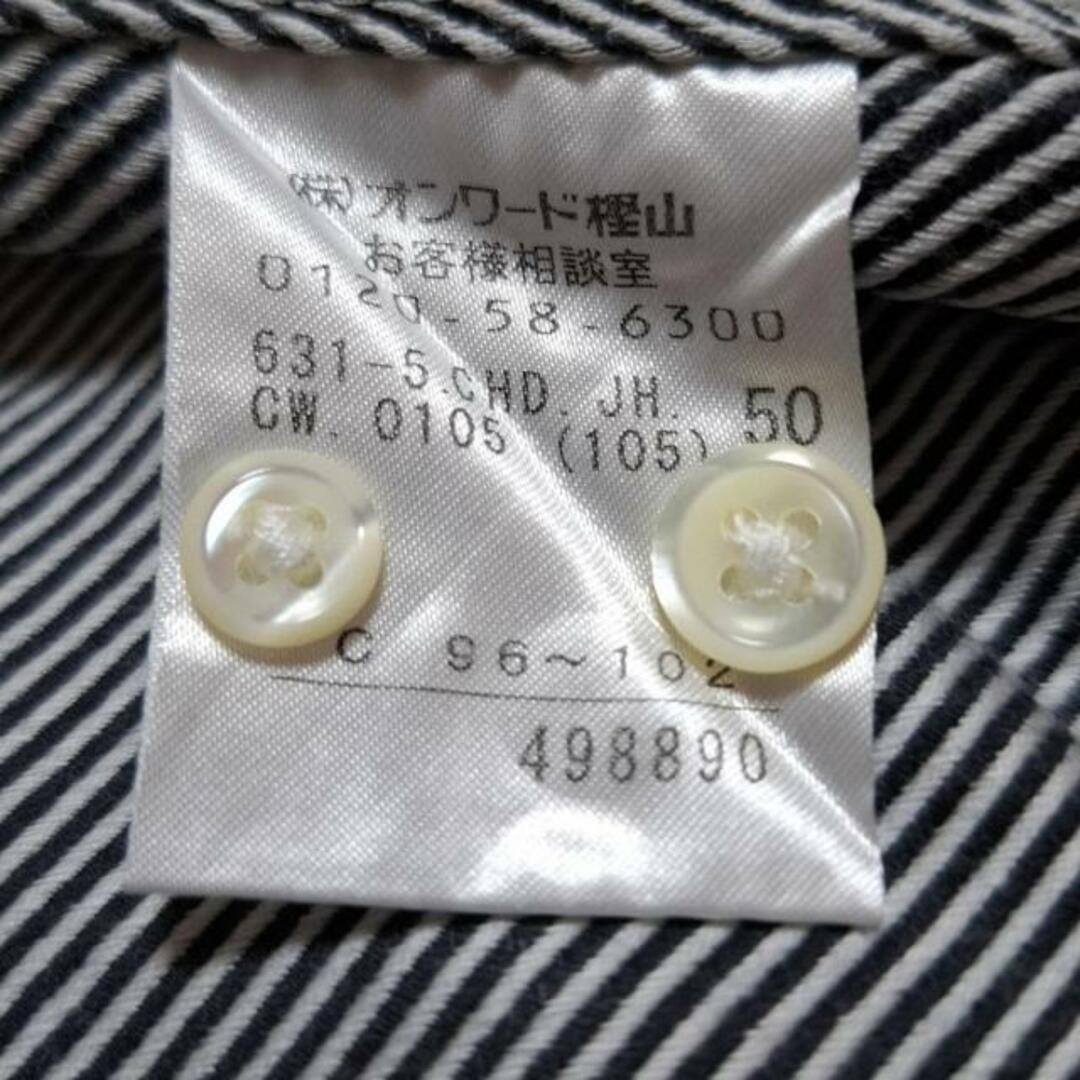 (株)オンワード樫山
お客様相談室
0120-58-6300
631-5.CHD. JH. 50
CW. 0105 (105)
C 96~102
498890